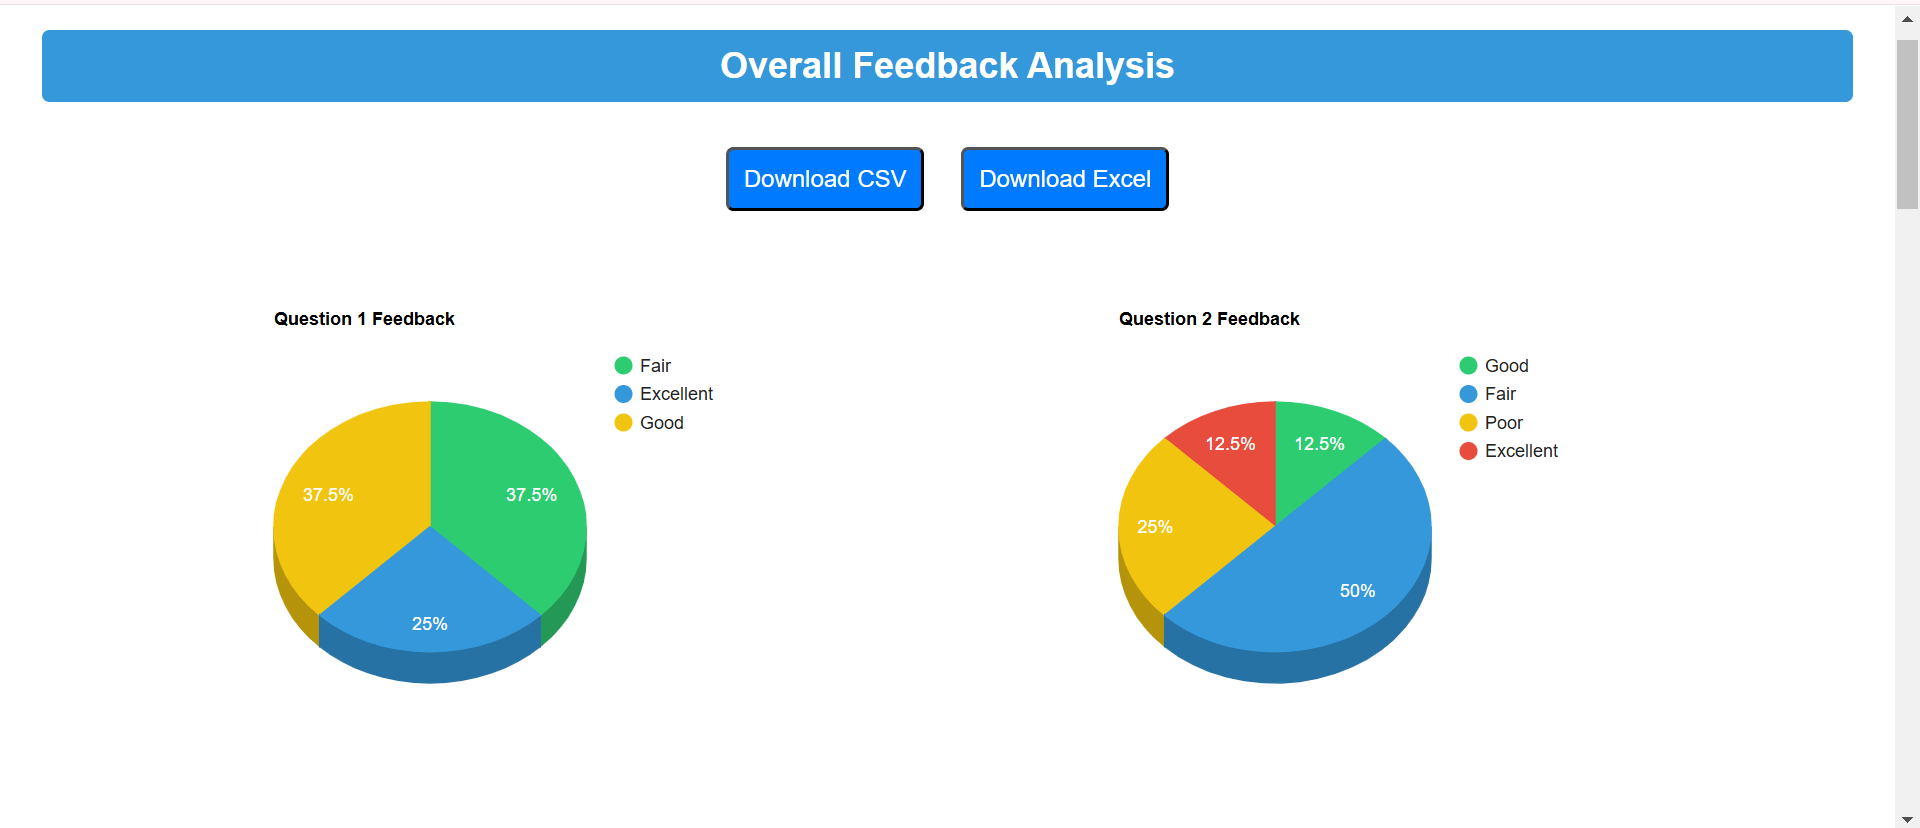 Overall Feedback Analysis
Download CSV
Download Excel
Question 1 Feedback
Fair
Excellent
Good
37.5%
37.5%
25%
Question 2 Feedback
Good
Fair
Poor
Excellent
12.5%
12.5%
25%
50%